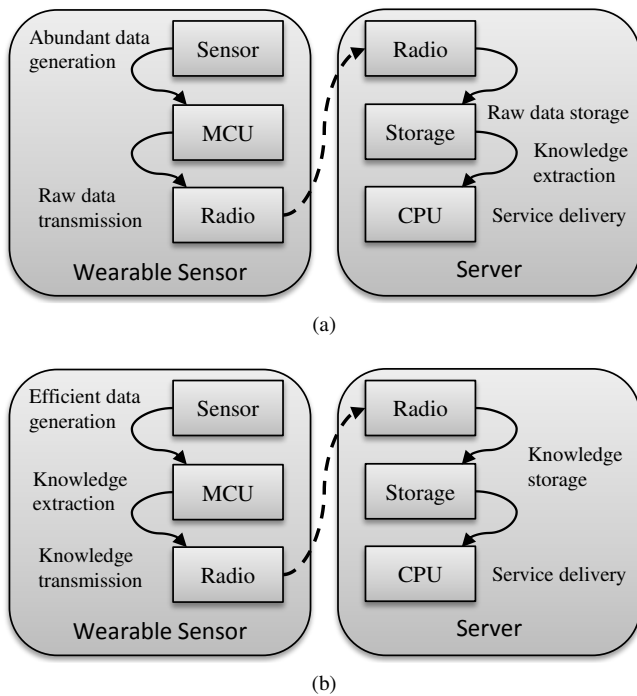 Abundant data
generation
Sensor
MCU
Raw data
transmission
Radio
Wearable Sensor
Radio
Raw data storage
Storage
Knowledge
extraction
CPU
Service delivery
Server
(a)
Efficient data
generation
Sensor
Knowledge
extraction
MCU
Knowledge
transmission
Radio
Wearable Sensor
Radio
Knowledge
storage
Storage
CPU
Service delivery
Server
(b)